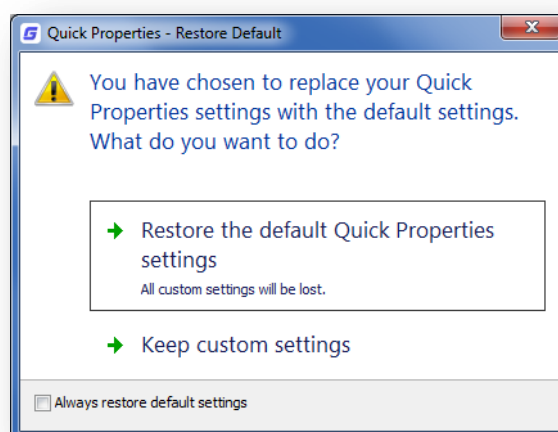 Quick Properties - Restore Default
You have chosen to replace your Quick
Properties settings with the default settings.
What do you want to do?
Restore the default Quick Properties
settings
All custom settings will be lost.
Keep custom settings
Always restore default settings